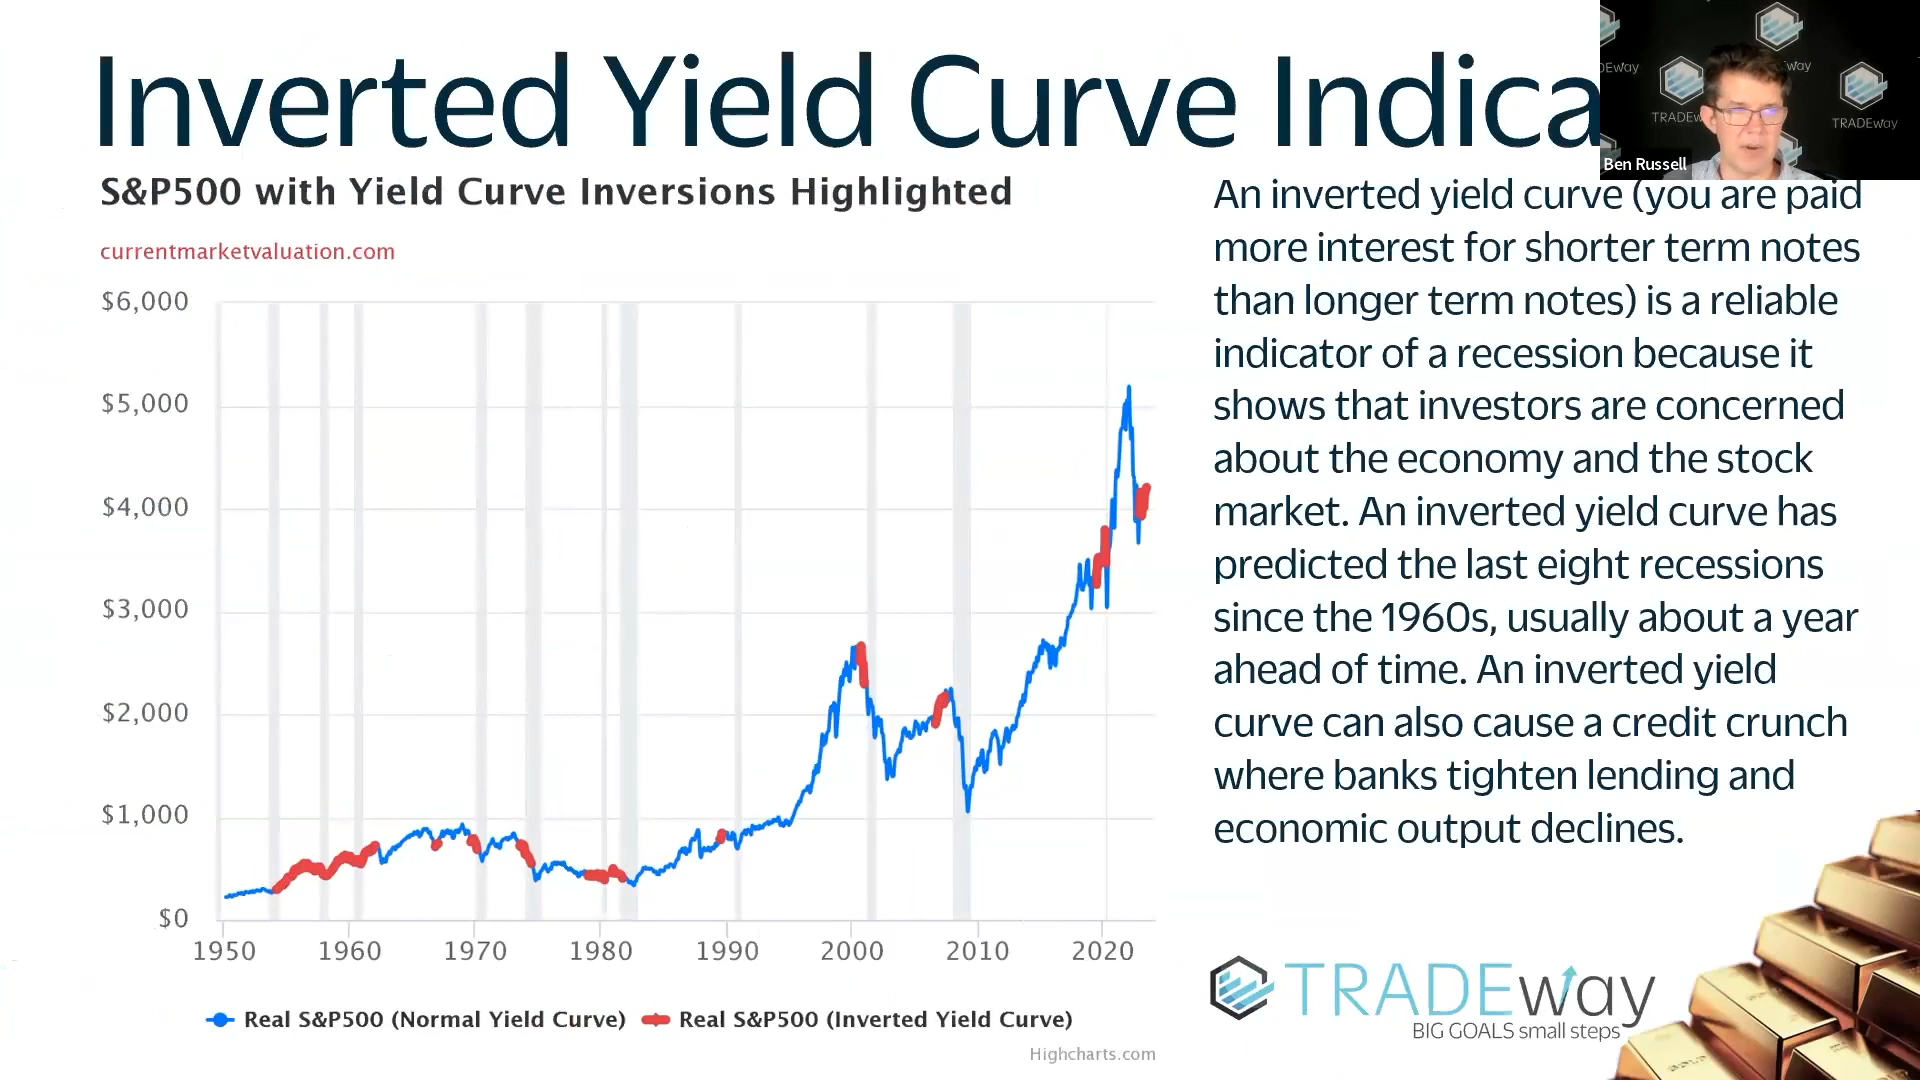 Inverted Yield Curve Indica
DEway
way
TRADEw
TRADEway
Ben Russell
S&P500 with Yield Curve Inversions Highlighted
currentmarketvaluation.com
$6,000
$5,000
$4,000
$3,000
$2,000
$1,000
$0
1950 1960 1970 1980 1990 2000 2010 2020
Real S&P500 (Normal Yield Curve) Real S&P500 (Inverted Yield Curve)
Highcharts.com
An inverted yield curve (you are paid
more interest for shorter term notes
than longer term notes) is a reliable
indicator of a recession because it
shows that investors are concerned
about the economy and the stock
market. An inverted yield curve has
predicted the last eight recessions
since the 1960s, usually about a year
ahead of time. An inverted yield
curve can also cause a credit crunch
where banks tighten lending and
economic output declines.
TRADEway
BIG GOALS small steps